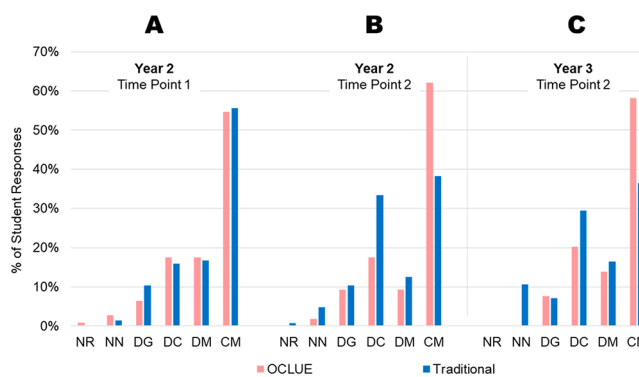 A B C
Year 2 Year 2 Year 3
Time Point 1 Time Point 2 Time Point 2
70%
60%
50%
40%
30%
20%
10%
0%
% of Student Responses
NR NN DG DC DM CM NR NN DG DC DM CM NR NN DG DC DM
OCLUE Traditional